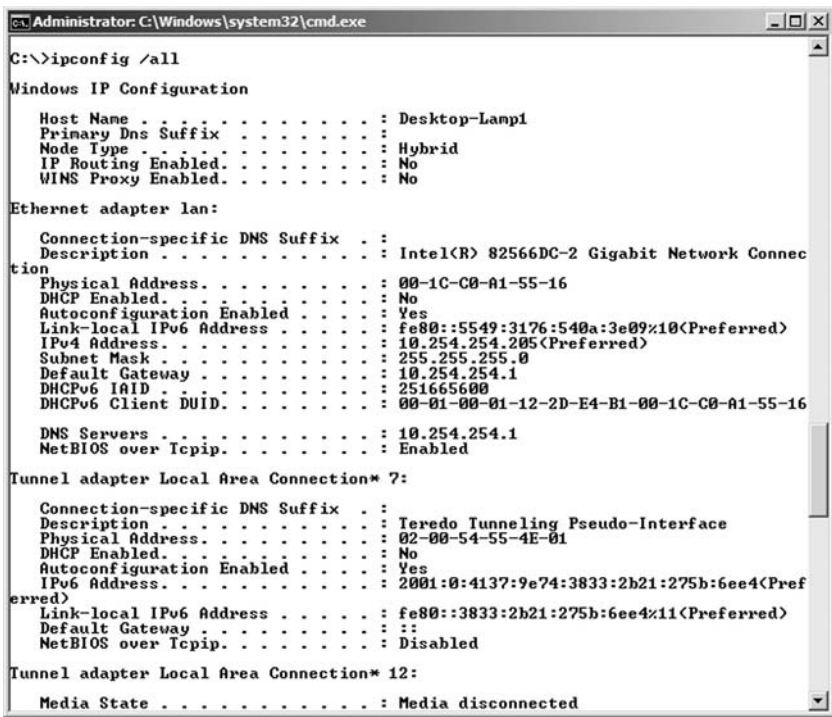 Administrator: C:\Windows\system32\cmd.exe
C:\>ipconfig /all
Windows IP Configuration
Host Name . . . . . . . . . . . . : Desktop-Lamp1
Primary Dns Suffix . . . . . . . :
Node Type . . . . . . . . . . . . : Hybrid
IP Routing Enabled. . . . . . . . : No
WINS Proxy Enabled. . . . . . . . : No
Ethernet adapter lan:
Connection-specific DNS Suffix . :
Description . . . . . . . . . . . : Intel(R) 82566DC-2 Gigabit Network Connec
tion
Physical Address. . . . . . . . . : 00-1C-C0-A1-55-16
DHCP Enabled. . . . . . . . . . . : No
Autoconfiguration Enabled . . . . : Yes
Link-local IPv6 Address . . . . . : fe80::5549:3176:540a:3e09%10(Preferred)
IPv4 Address. . . . . . . . . . . : 10.254.254.205(Preferred)
Subnet Mask . . . . . . . . . . . : 255.255.255.0
Default Gateway . . . . . . . . . : 10.254.254.1
DHCPv6 IAID . . . . . . . . . . . : 251665600
DHCPv6 Client DUID. . . . . . . . : 00-01-00-01-12-2D-E4-B1-00-1C-C0-A1-55-16
DNS Servers . . . . . . . . . . . : 10.254.254.1
NetBIOS over Tcpip. . . . . . . . : Enabled
Tunnel adapter Local Area Connection* 7:
Connection-specific DNS Suffix . :
Description . . . . . . . . . . . : Teredo Tunneling Pseudo-Interface
Physical Address. . . . . . . . . : 02-00-54-55-4E-01
DHCP Enabled. . . . . . . . . . . : No
Autoconfiguration Enabled . . . . : Yes
IPv6 Address. . . . . . . . . . . : 2001:0:4137:9e74:3833:2b21:275b:6ee4(Pref
erred)
Link-local IPv6 Address . . . . . : fe80::3833:2b21:275b:6ee4%11(Preferred)
Default Gateway . . . . . . . . . : ::
NetBIOS over Tcpip. . . . . . . . : Disabled
Tunnel adapter Local Area Connection* 12:
Media State . . . . . . . . . . . : Media disconnected